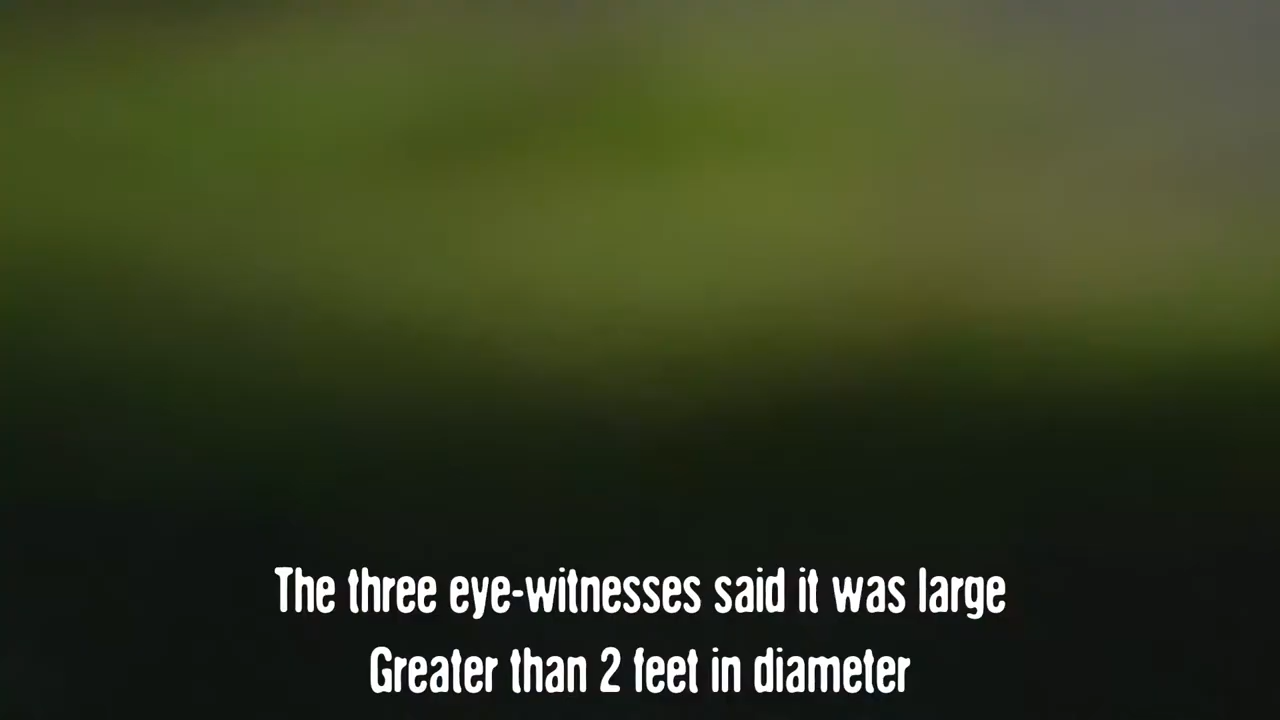 The three eye-witnesses said it was large
Greater than 2 feet in diameter